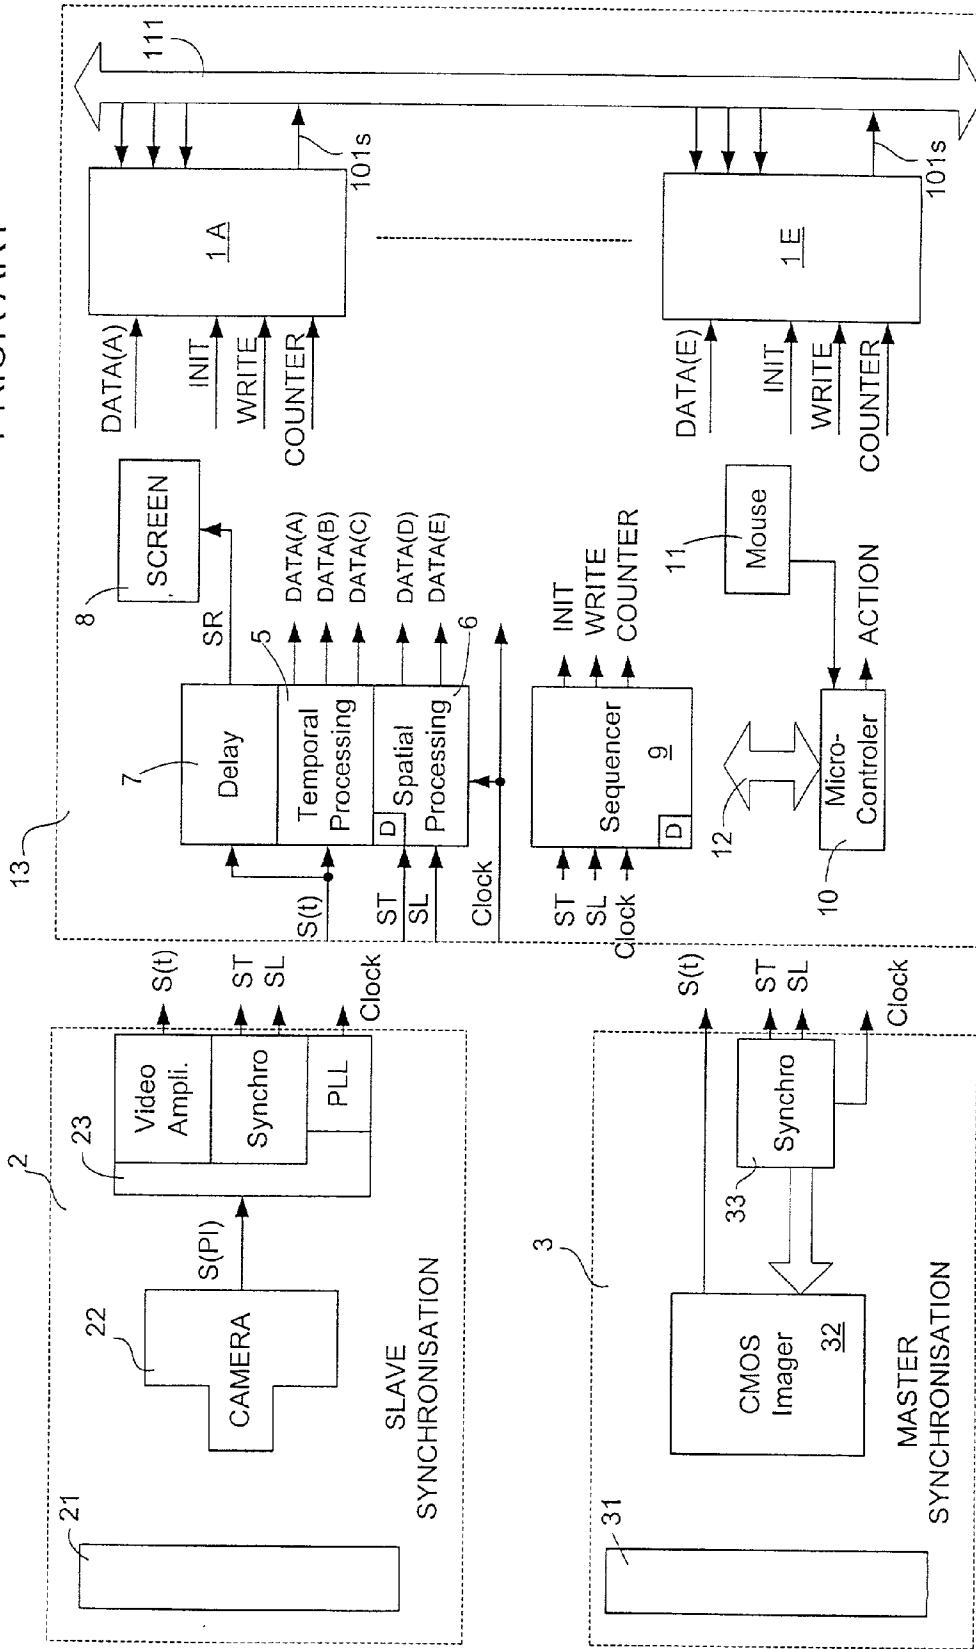 PRIOR ART
2
21
22
CAMERA
S(PI)
23
Video
Ampli.
Synchro
PLL
S(t)
ST
SL
Clock
SLAVE
SYNCHRONISATION
3
31
CMOS
Imager
32
33
Synchro
S(t)
ST
SL
Clock
MASTER
SYNCHRONISATION
13
7
Delay
SR
8
SCREEN
S(t)
5
Temporal
Processing
DATA(A)
DATA(B)
DATA(C)
ST
SL
D
Spatial
Processing
6
DATA(D)
DATA(E)
Clock
ST
SL
Clock
Sequencer
9
D
INIT
WRITE
COUNTER
12
11
Mouse
10
Micro-
Controler
ACTION
DATA(A)
INIT
WRITE
COUNTER
1A
101s
111
DATA(E)
INIT
WRITE
COUNTER
1E
101s